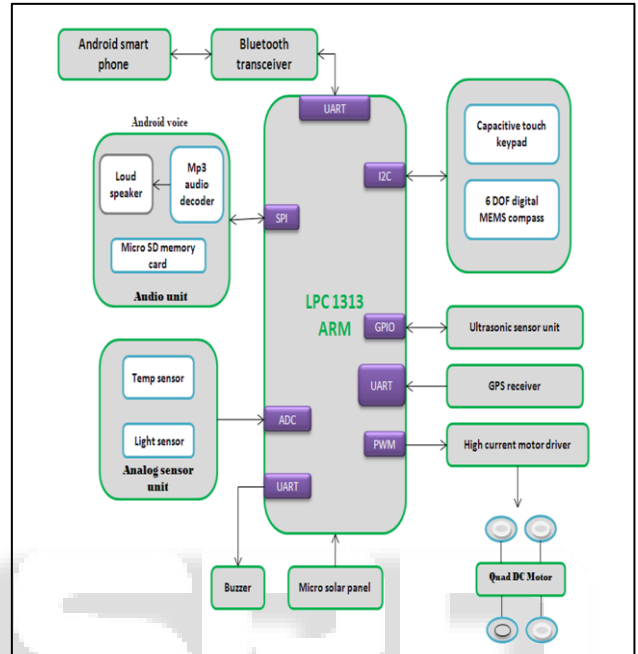 Android smart
phone
Bluetooth
transceiver
UART
Android voice
Loud
speaker
Mp3
audio
decoder
Micro SD memory
card
Audio unit
SPI
I2C
Capacitive touch
keypad
6 DOF digital
MEMS compass
LPC 1313
ARM
GPIO
Ultrasonic sensor unit
UART
GPS receiver
PWM
High current motor driver
Temp sensor
Light sensor
Analog sensor
unit
ADC
UART
Buzzer
Micro solar panel
Quad DC Motor